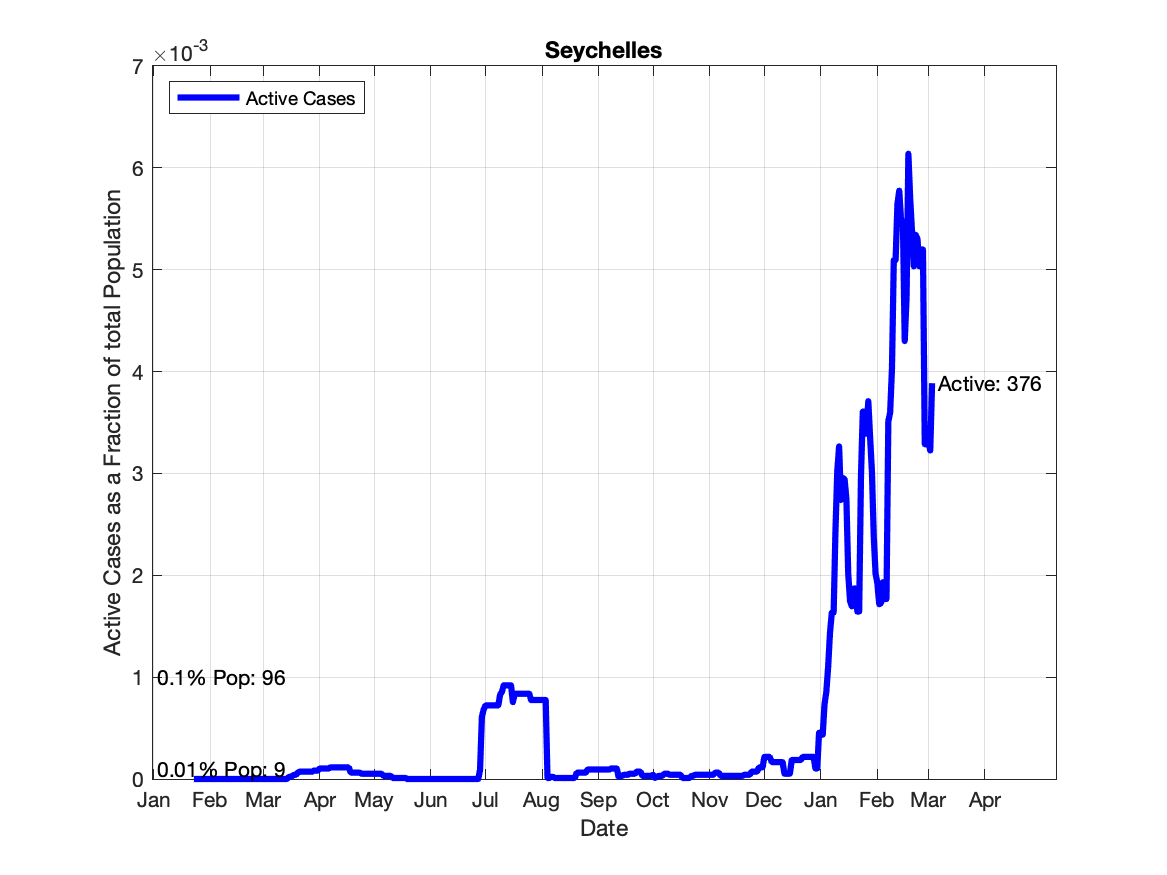 Seychelles
×10-3
7
6
5
4
3
2
1
0
Active Cases as a Fraction of total Population
Active Cases
Active: 376
0.1% Pop: 96
0.01% Pop: 9
Jan Feb Mar Apr May Jun Jul Aug Sep Oct Nov Dec Jan Feb Mar Apr
Date